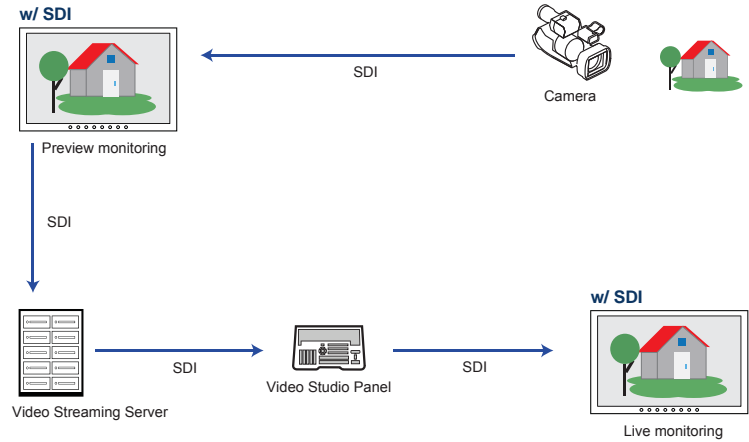 w/ SDI
SDI
Camera
Preview monitoring
SDI
w/ SDI
SDI
SDI
Video Studio Panel
Video Streaming Server
Live monitoring